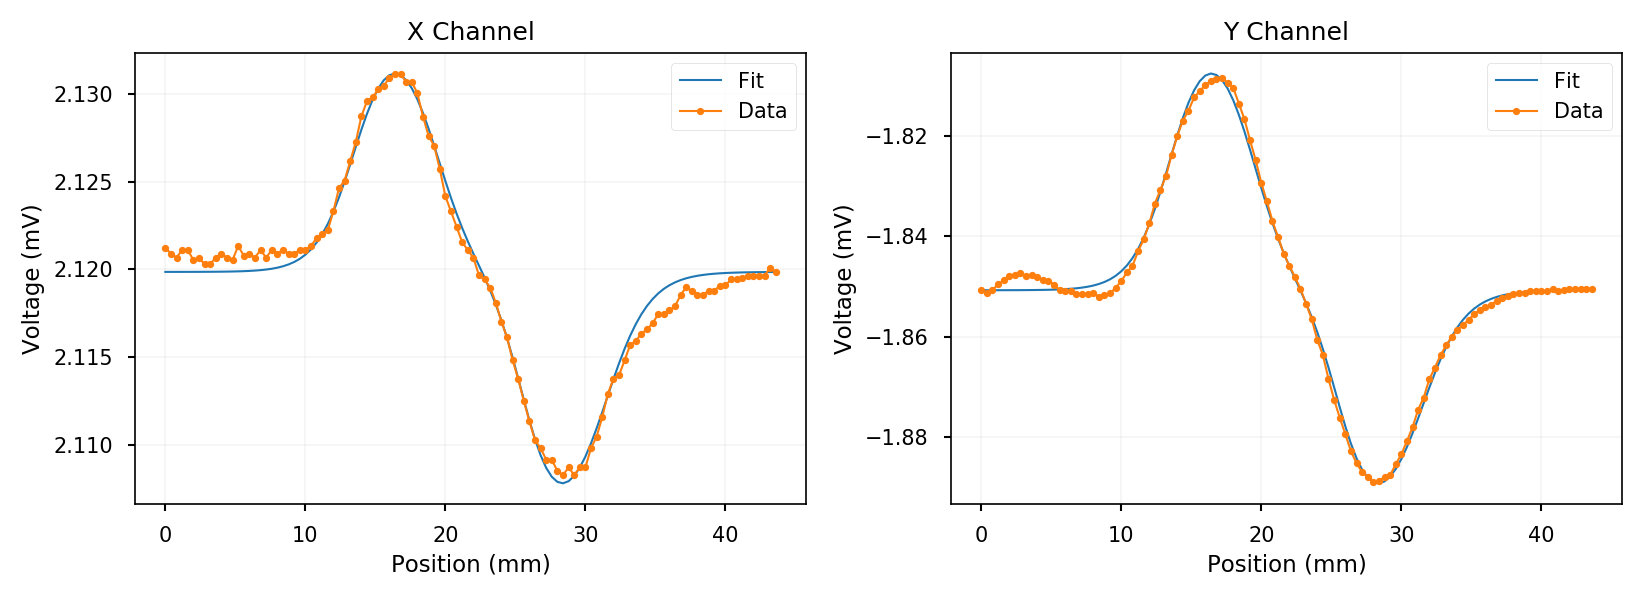 X Channel
Voltage (mV)
2.130
2.125
2.120
2.115
2.110
0
10
20
30
40
Position (mm)
Fit
Data
Y Channel
Voltage (mV)
−1.82
−1.84
−1.86
−1.88
0
10
20
30
40
Position (mm)
Fit
Data